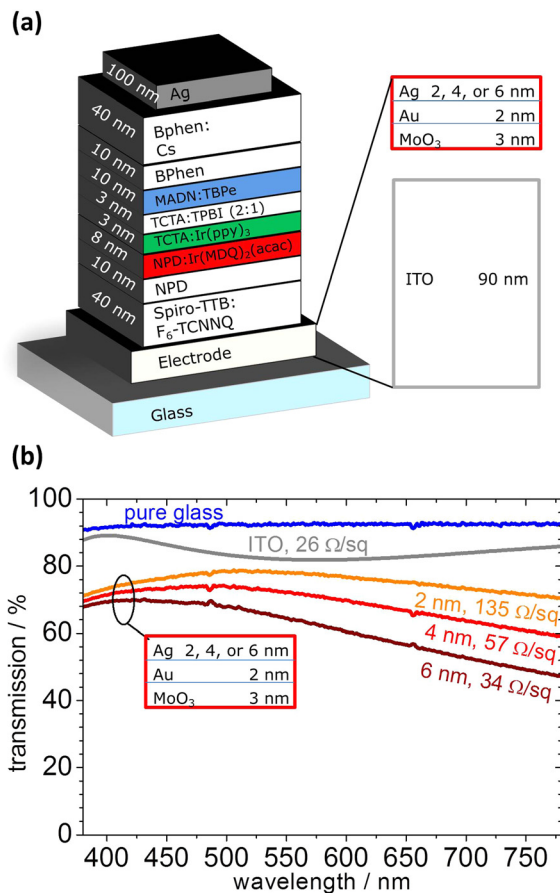 (a)
100 nm
Ag
40 nm
Bphen:
Cs
10 nm
BPhen
10 nm
MADN:TBPe
3 nm
TCTA:TPBI (2:1)
3 nm
TCTA:Ir(ppy)₃
8 nm
NPD:Ir(MDQ)₂(acac)
10 nm
NPD
40 nm
Spiro-TTB:
F₆-TCNNQ
Electrode
Glass
Ag 2, 4, or 6 nm
Au 2 nm
MoO₃ 3 nm
ITO 90 nm
(b)
transmission / %
100
80
60
40
20
0
pure glass
ITO, 26 Ω/sq
2 nm, 135 Ω/sq
4 nm, 57 Ω/sq
6 nm, 34 Ω/sq
Ag 2, 4, or 6 nm
Au 2 nm
MoO₃ 3 nm
400 450 500 550 600 650 700 750
wavelength / nm